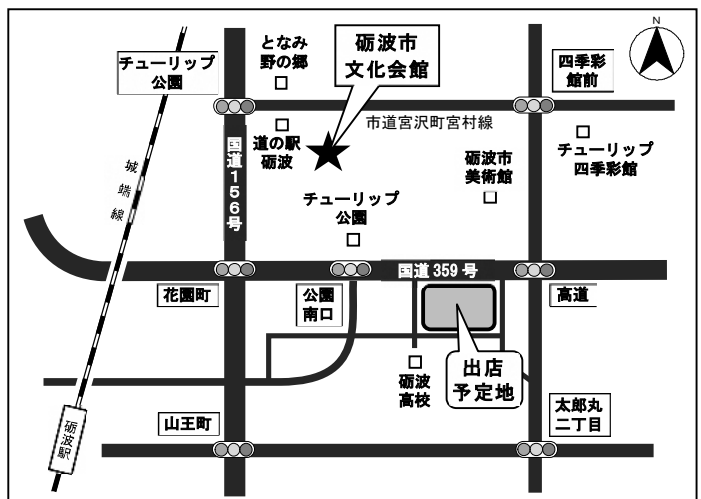 N
となみ
野の郷
砺波市
文化会館
チューリップ
公園
四季彩
館前
市道宮沢町宮村線
道の駅
砺波
国道156号
砺波市
美術館
チューリップ
四季彩館
城端線
チューリップ
公園
国道359号
花園町
公園
南口
高道
出店
予定地
砺波
高校
山王町
太郎丸
二丁目
砺波駅